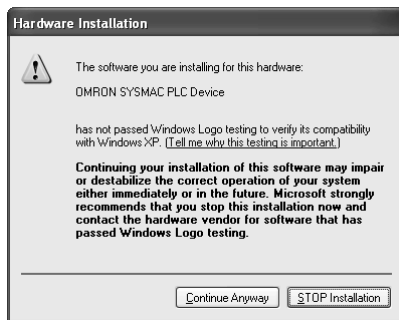 Hardware Installation
The software you are installing for this hardware:
OMRON SYSMAC PLC Device
has not passed Windows Logo testing to verify its compatibility
with Windows XP. (Tell me why this testing is important.)
Continuing your installation of this software may impair
or destabilize the correct operation of your system
either immediately or in the future. Microsoft strongly
recommends that you stop this installation now and
contact the hardware vendor for software that has
passed Windows Logo testing.
Continue Anyway
STOP Installation